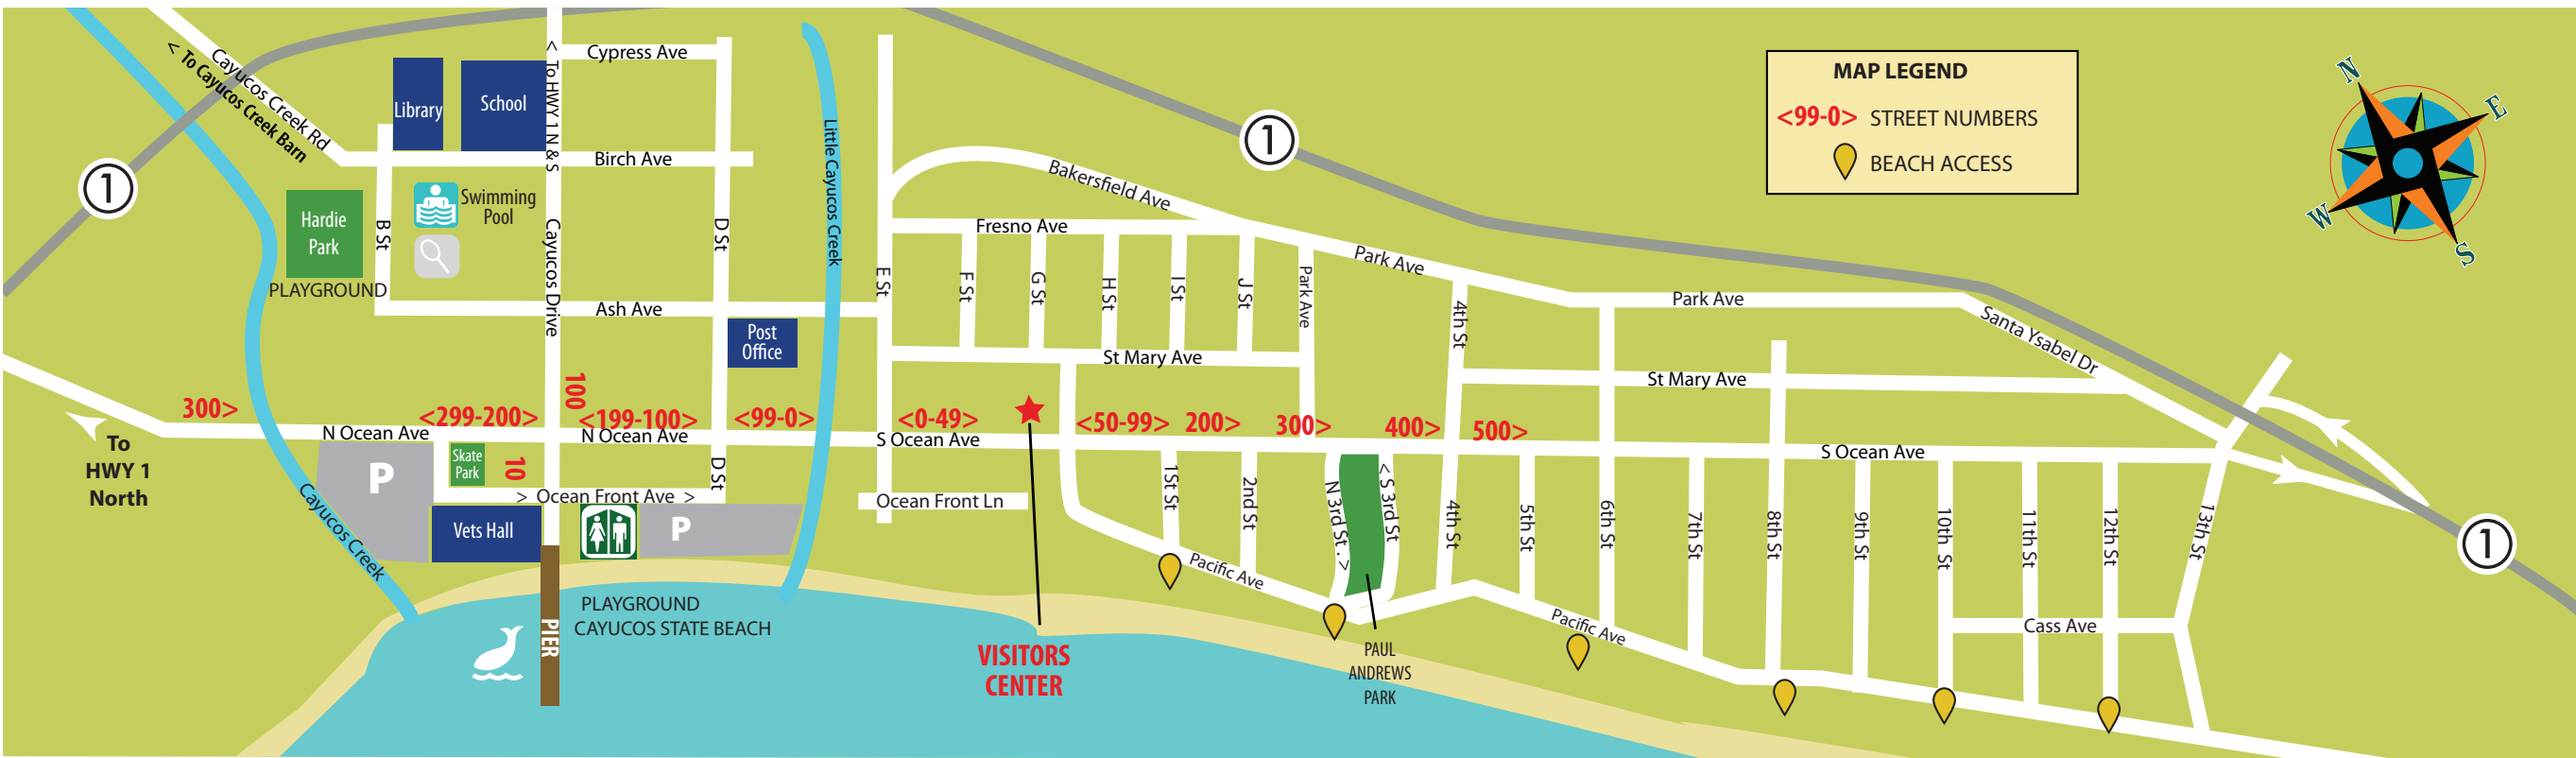 Cayucos Creek Rd
< To Cayucos Creek Barn
1
Library
School
< To HWY 1 N & S
Cypress Ave
Birch Ave
Hardie
Park
PLAYGROUND
B St
Swimming
Pool
Cayucos Drive
D St
Ash Ave
Post
Office
Little Cayucos Creek
E St
Bakersfield Ave
Fresno Ave
F St
G St
H St
I St
J St
Park Ave
1
Park Ave
4th St
St Mary Ave
Park Ave
Santa Ysabel Dr
St Mary Ave
MAP LEGEND
<99-0> STREET NUMBERS
BEACH ACCESS
N
E
W
S
300>
<299-200>
100
<199-100>
<99-0>
<0-49>
<50-99>
200>
300>
400>
500>
To
HWY 1
North
N Ocean Ave
N Ocean Ave
S Ocean Ave
S Ocean Ave
P
Skate
Park
10
D St
> Ocean Front Ave >
Ocean Front Ln
Cayucos Creek
Vets Hall
P
PIER
PLAYGROUND
CAYUCOS STATE BEACH
VISITORS
CENTER
1St St
2nd St
N 3rd St . >
< S 3rd St
4th St
5th St
6th St
7th St
8th St
9th St
10th St
11th St
12th St
13th St
Pacific Ave
PAUL
ANDREWS
PARK
Pacific Ave
Cass Ave
1